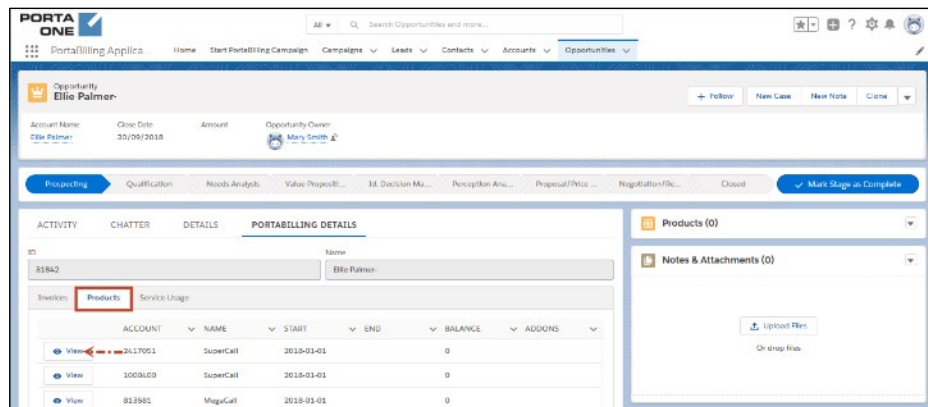 PORTA
ONE
All Search Opportunities and more...
PortaBilling Applica... Home Start PortaBilling Campaign Campaigns Leads Contacts Accounts Opportunities
Opportunity
Ellie Palmer-
+ Follow New Case New Note Clone
Account Name Close Date Amount Opportunity Owner
Ellie Palmer 30/09/2018 Mary Smith
Prospecting Qualification Needs Analysis Value Propositi... Id. Decision Ma... Perception Ana... Proposal/Price ... Negotiation/Re... Closed Mark Stage as Complete
ACTIVITY CHATTER DETAILS PORTABILLING DETAILS
Products (0)
ID Name
31842 Ellie Palmer-
Notes & Attachments (0)
Invoices Products Service Usage
ACCOUNT NAME START END BALANCE ADDONS
Upload Files
Or drop files
View 2417051 SuperCall 2018-01-01 0
View SuperCall 2018-01-01 0
View 813581 MegaCall 2018-01-01 0